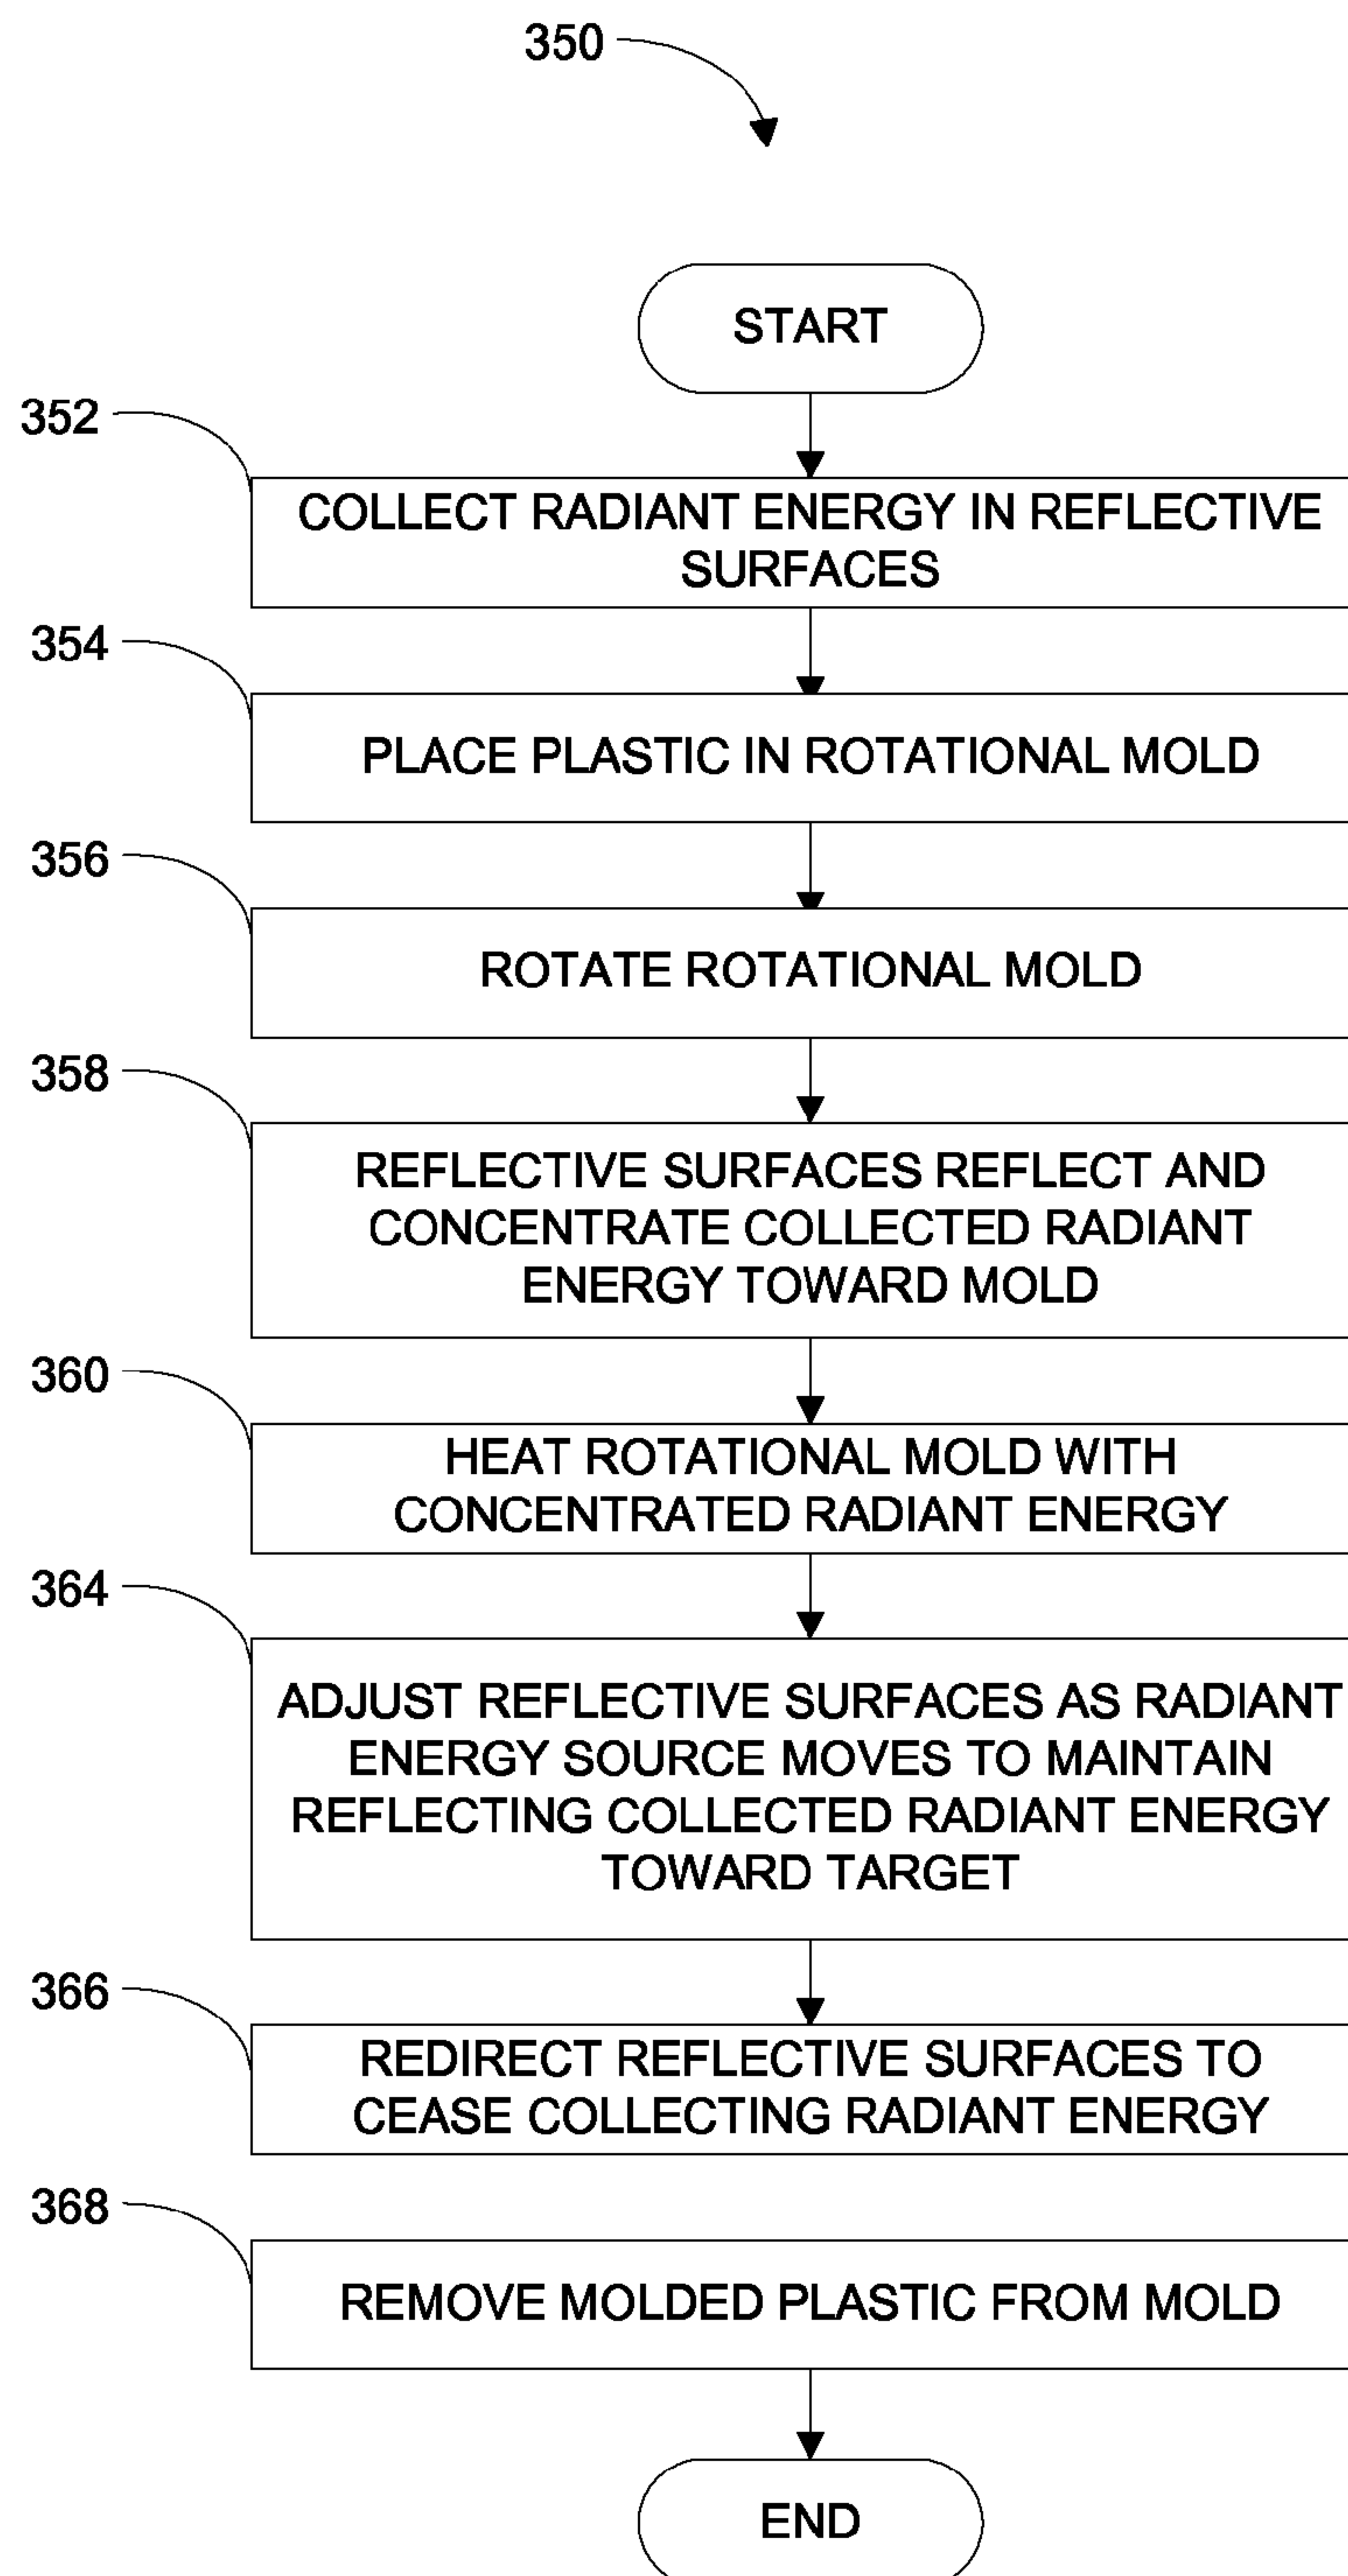 350
START
352
COLLECT RADIANT ENERGY IN REFLECTIVE
SURFACES
354
PLACE PLASTIC IN ROTATIONAL MOLD
356
ROTATE ROTATIONAL MOLD
358
REFLECTIVE SURFACES REFLECT AND
CONCENTRATE COLLECTED RADIANT
ENERGY TOWARD MOLD
360
HEAT ROTATIONAL MOLD WITH
CONCENTRATED RADIANT ENERGY
364
ADJUST REFLECTIVE SURFACES AS RADIANT
ENERGY SOURCE MOVES TO MAINTAIN
REFLECTING COLLECTED RADIANT ENERGY
TOWARD TARGET
366
REDIRECT REFLECTIVE SURFACES TO
CEASE COLLECTING RADIANT ENERGY
368
REMOVE MOLDED PLASTIC FROM MOLD
END